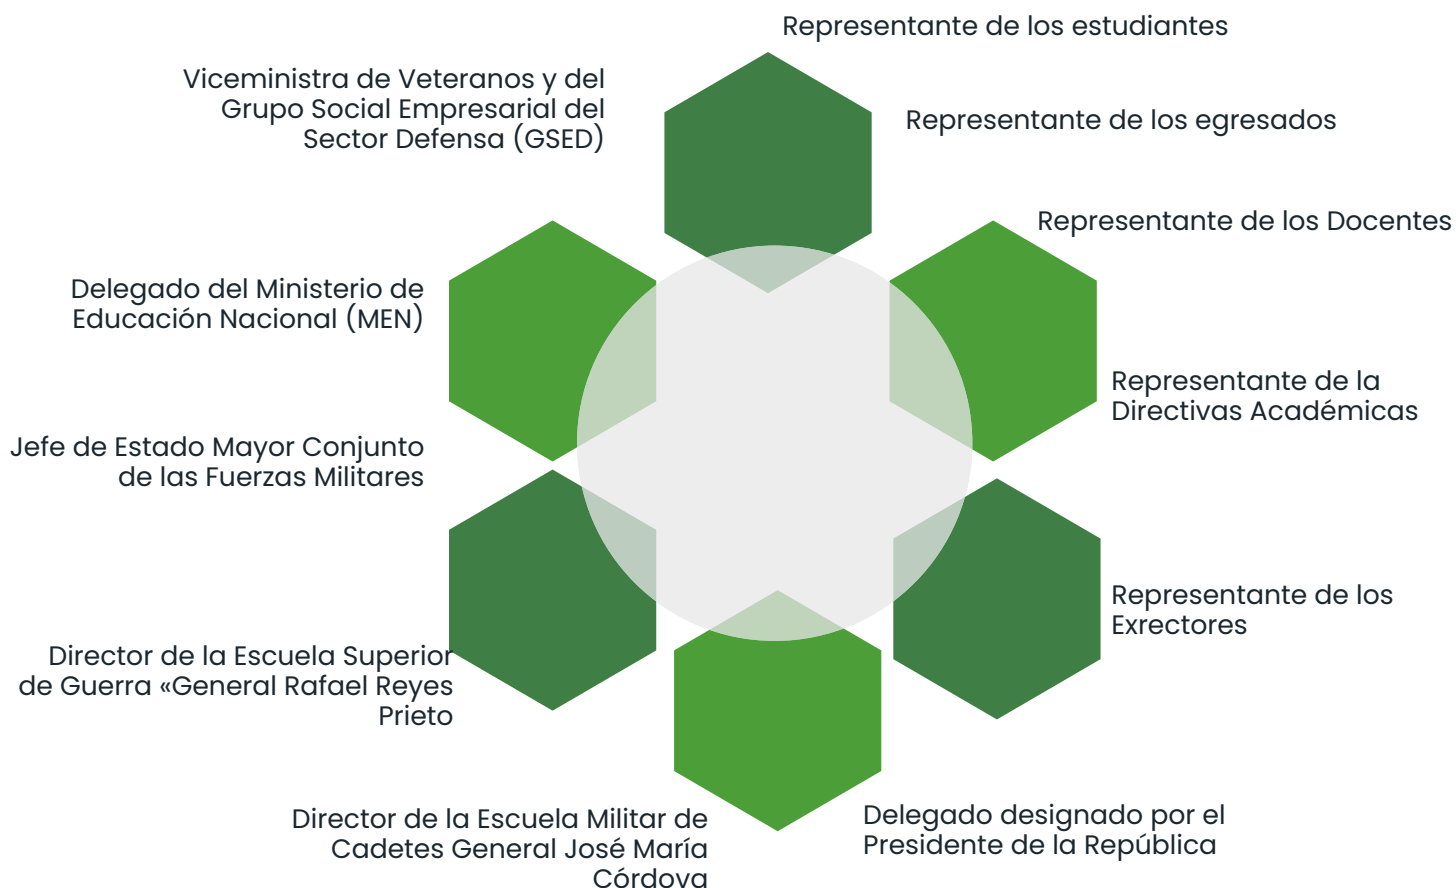 Representante de los estudiantes
Viceministra de Veteranos y del
Grupo Social Empresarial del
Sector Defensa (GSED)
Representante de los egresados
Representante de los Docentes
Delegado del Ministerio de
Educación Nacional (MEN)
Representante de la
Directivas Académicas
Jefe de Estado Mayor Conjunto
de las Fuerzas Militares
Representante de los
Exrectores
Director de la Escuela Superior
de Guerra «General Rafael Reyes
Prieto
Director de la Escuela Militar de
Cadetes General José María
Córdova
Delegado designado por el
Presidente de la República